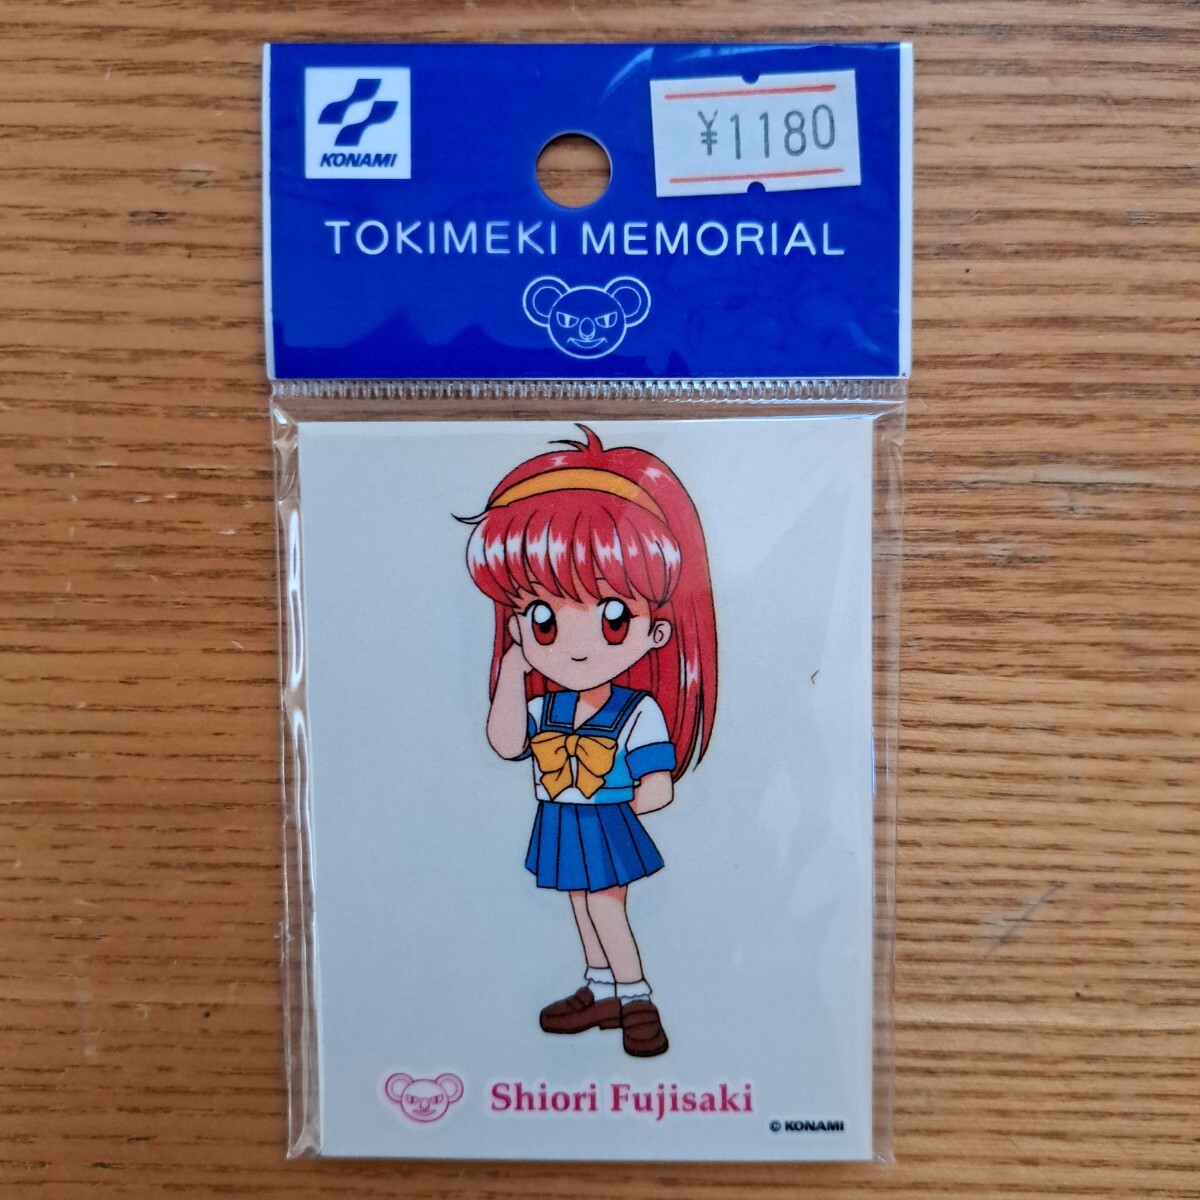 KONAMI
¥1180
TOKIMEKI MEMORIAL
Shiori Fujisaki
© KONAMI